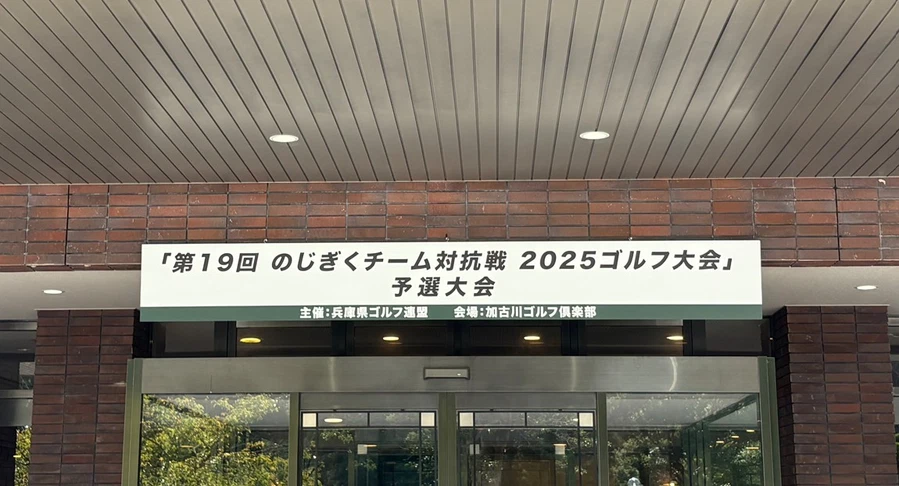 「第19回 のじぎくチーム対抗戦 2025ゴルフ大会」
予選大会
主催：兵庫県ゴルフ連盟　会場：加古川ゴルフ倶楽部